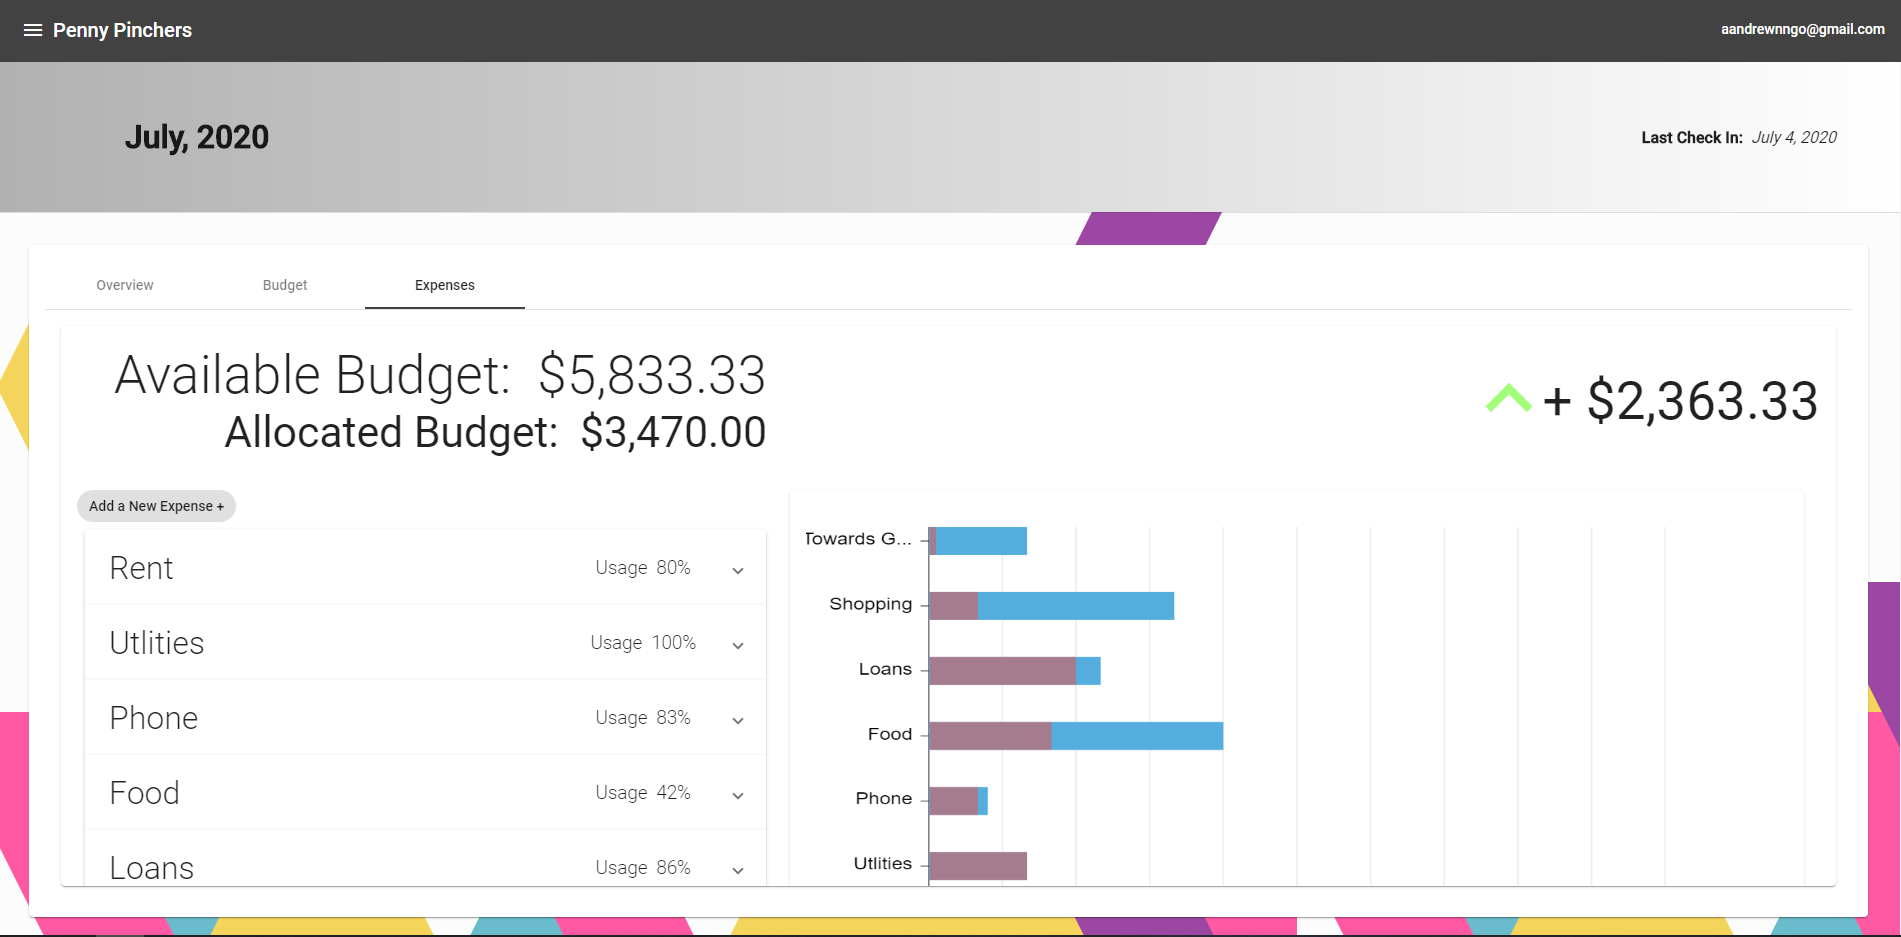 Penny Pinchers
aandrewnngo@gmail.com
July, 2020
Last Check In: July 4, 2020
Overview
Budget
Expenses
Available Budget: $5,833.33
Allocated Budget: $3,470.00
+ $2,363.33
Add a New Expense +
Rent
Usage 80%
Utlities
Usage 100%
Phone
Usage 83%
Food
Usage 42%
Loans
Usage 86%
Towards G...
Shopping
Loans
Food
Phone
Utlities